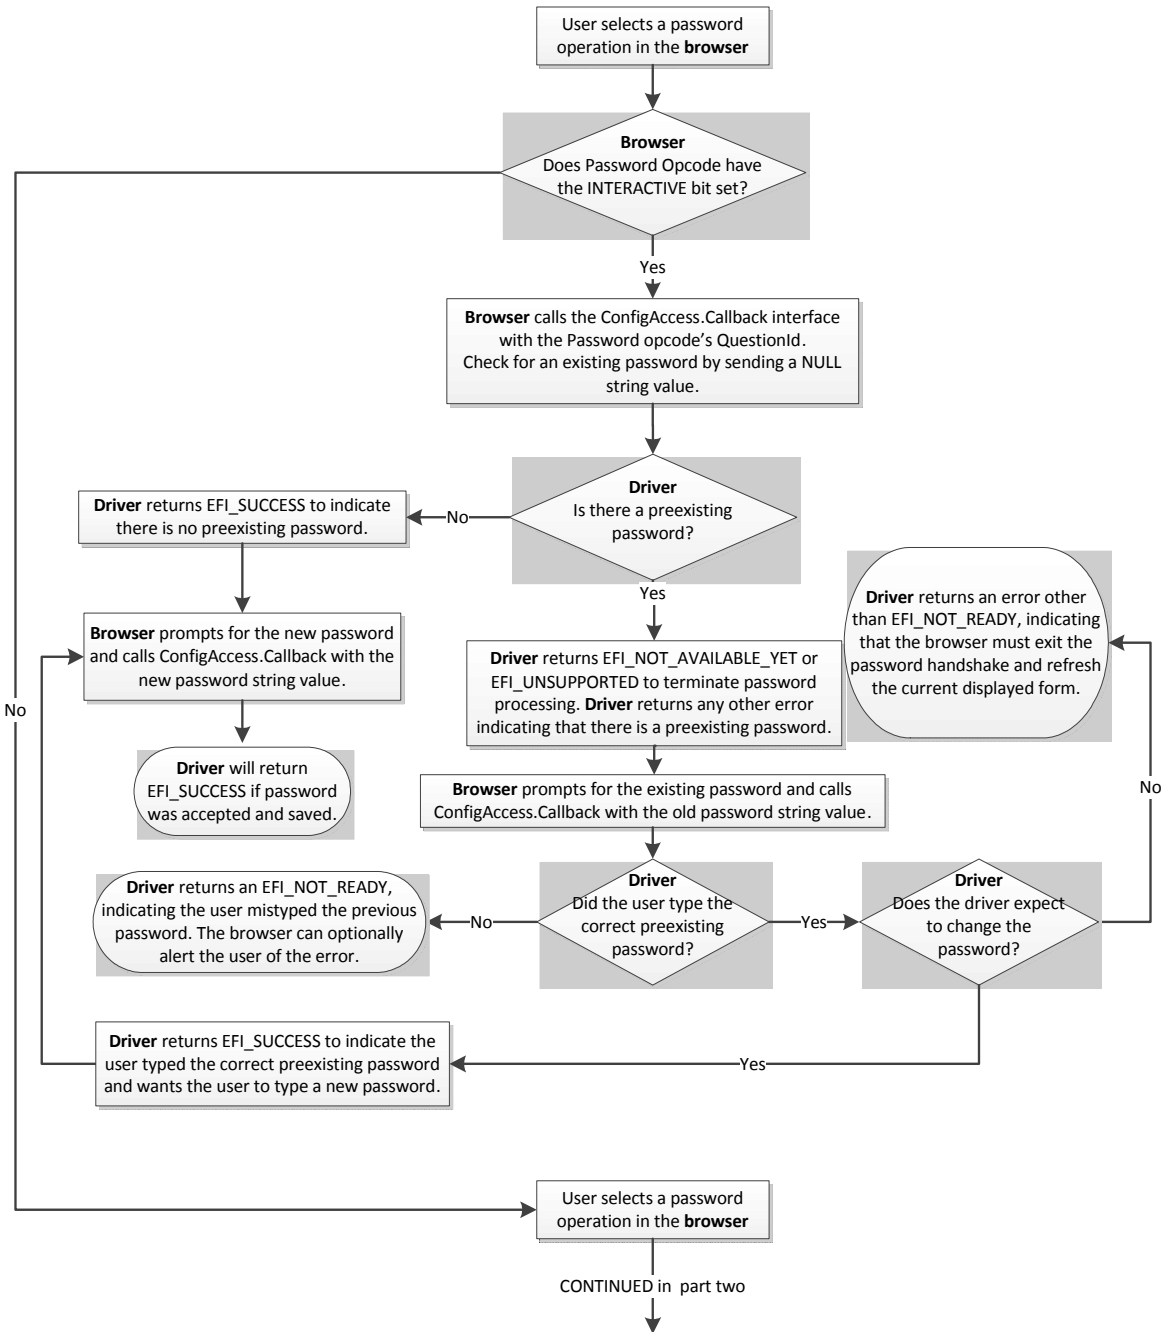 User selects a password
operation in the browser
Browser
Does Password Opcode have
the INTERACTIVE bit set?
Yes
Browser calls the ConfigAccess.Callback interface
with the Password opcode's QuestionId.
Check for an existing password by sending a NULL
string value.
Driver
Is there a preexisting
password?
No
Driver returns EFI_SUCCESS to indicate
there is no preexisting password.
Yes
Browser prompts for the new password
and calls ConfigAccess.Callback with the
new password string value.
Driver returns EFI_NOT_AVAILABLE_YET or
EFI_UNSUPPORTED to terminate password
processing. Driver returns any other error
indicating that there is a preexisting password.
Driver returns an error other
than EFI_NOT_READY, indicating
that the browser must exit the
password handshake and refresh
the current displayed form.
No
Driver will return
EFI_SUCCESS if password
was accepted and saved.
Browser prompts for the existing password and calls
ConfigAccess.Callback with the old password string value.
No
Driver returns an EFI_NOT_READY,
indicating the user mistyped the previous
password. The browser can optionally
alert the user of the error.
No
Driver
Did the user type the
correct preexisting
password?
Yes
Driver
Does the driver expect
to change the
password?
Driver returns EFI_SUCCESS to indicate the
user typed the correct preexisting password
and wants the user to type a new password.
Yes
User selects a password
operation in the browser
CONTINUED in part two